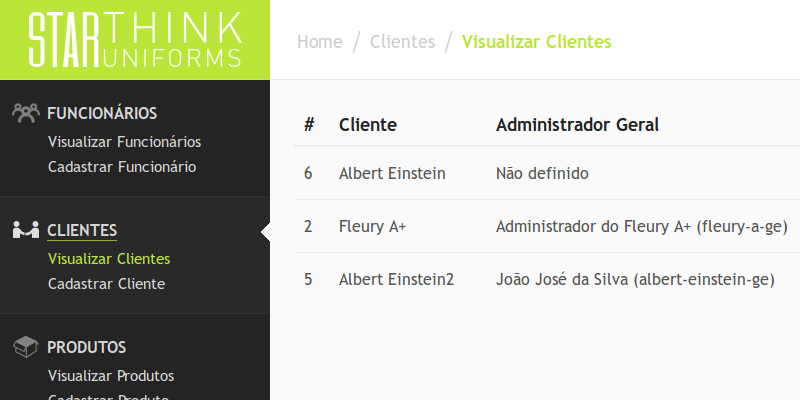 STARTHINK
UNIFORMS
Home / Clientes / Visualizar Clientes
FUNCIONÁRIOS
Visualizar Funcionários
Cadastrar Funcionário
CLIENTES
Visualizar Clientes
Cadastrar Cliente
PRODUTOS
Visualizar Produtos
Cadastrar Produto
# Cliente Administrador Geral
6 Albert Einstein Não definido
2 Fleury A+ Administrador do Fleury A+ (fleury-a-ge)
5 Albert Einstein2 João José da Silva (albert-einstein-ge)